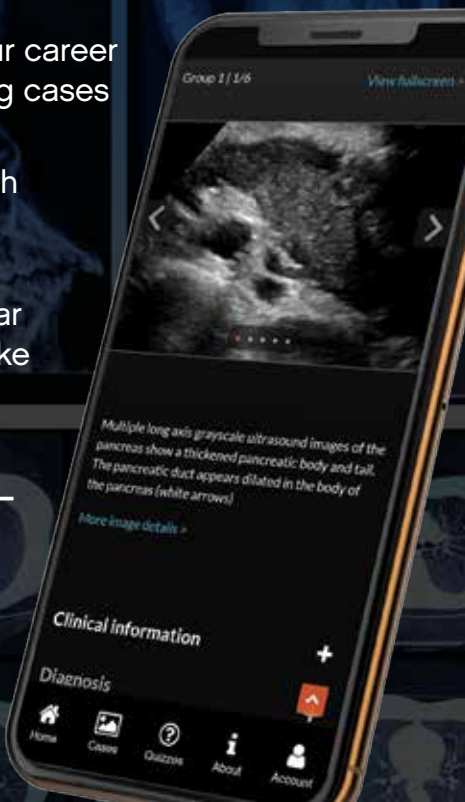 ur career
g cases
h
ar
ke
Group 1 | 1/6
View fullscreen >
Multiple long axis grayscale ultrasound images of the
pancreas show a thickened pancreatic body and tail.
The pancreatic duct appears dilated in the body of
the pancreas (white arrows)
More image details >
Clinical information
+
Diagnosis
Home
Cases
Quizzes
About
Account